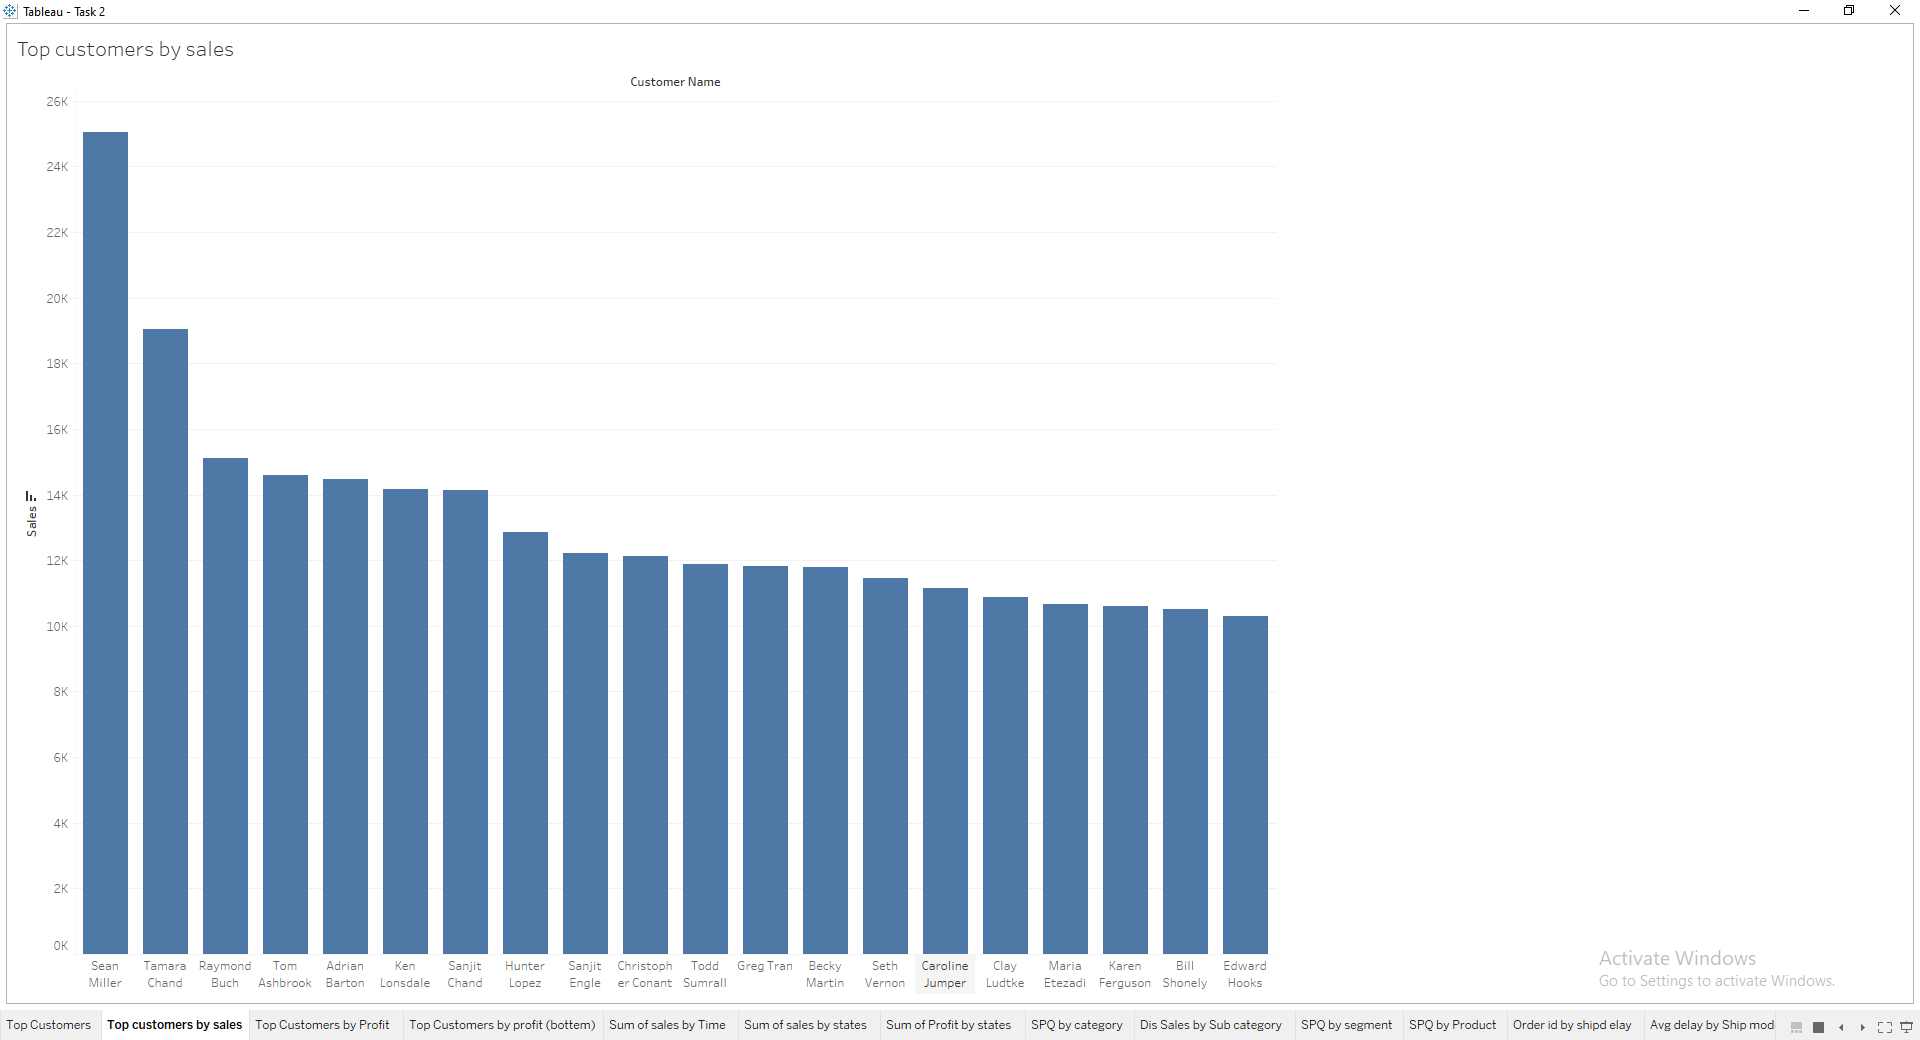 Tableau - Task 2
Top customers by sales
Customer Name
26K
24K
22K
20K
18K
16K
14K
12K
10K
8K
6K
4K
2K
0K
Sales
Sean Miller
Tamara Chand
Raymond Buch
Tom Ashbrook
Adrian Barton
Ken Lonsdale
Sanjit Chand
Hunter Lopez
Sanjit Engle
Christoph
er Conant
Todd Sumrall
Greg Tran
Becky Martin
Seth Vernon
Caroline Jumper
Clay Ludtke
Maria Etezadi
Karen Ferguson
Bill Shonely
Edward Hooks
Activate Windows
Go to Settings to activate Windows.
Top Customers
Top customers by sales
Top Customers by Profit
Top Customers by profit (bottem)
Sum of sales by Time
Sum of sales by states
Sum of Profit by states
SPQ by category
Dis Sales by Sub category
SPQ by segment
SPQ by Product
Order id by shipd elay
Avg delay by Ship mod